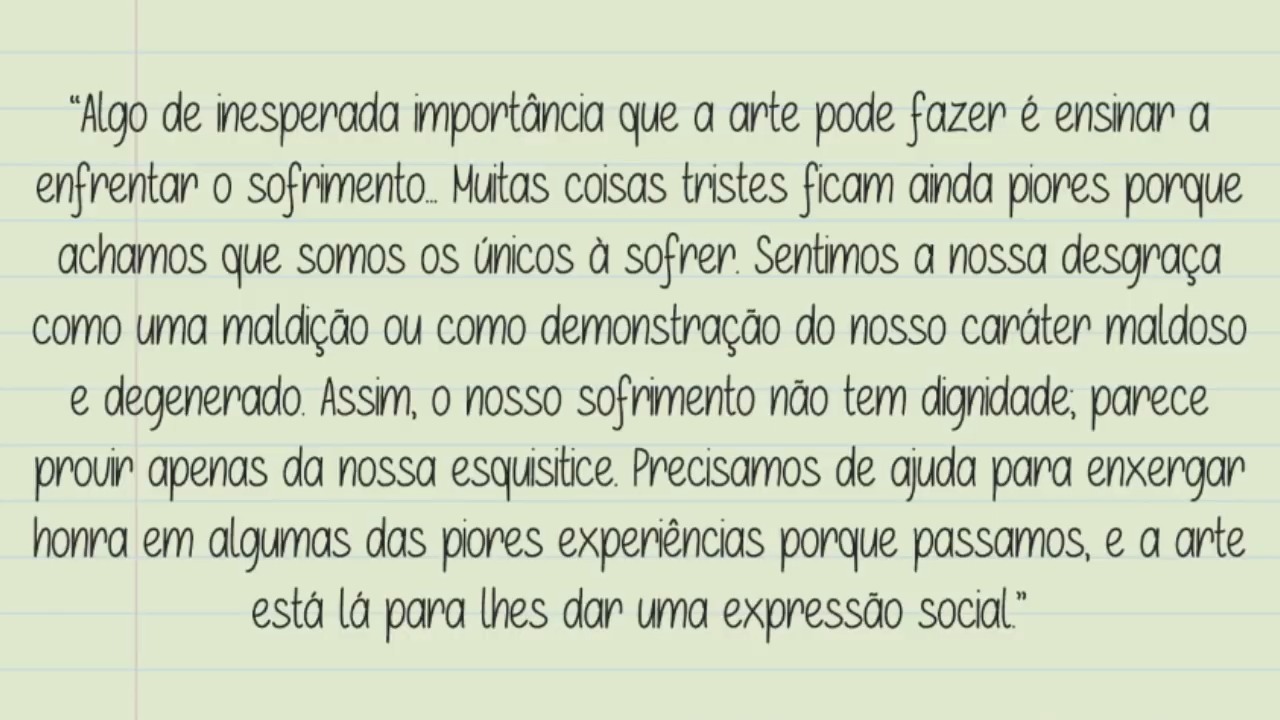 “Algo de inesperada importância que a arte pode fazer é ensinar a
enfrentar o sofrimento... Muitas coisas tristes ficam ainda piores porque
achamos que somos os únicos à sofrer. Sentimos a nossa desgraça
como uma maldição ou como demonstração do nosso caráter maldoso
e degenerado. Assim, o nosso sofrimento não tem dignidade; parece
provir apenas da nossa esquisitice. Precisamos de ajuda para enxergar
honra em algumas das piores experiências porque passamos, e a arte
está lá para lhes dar uma expressão social.”